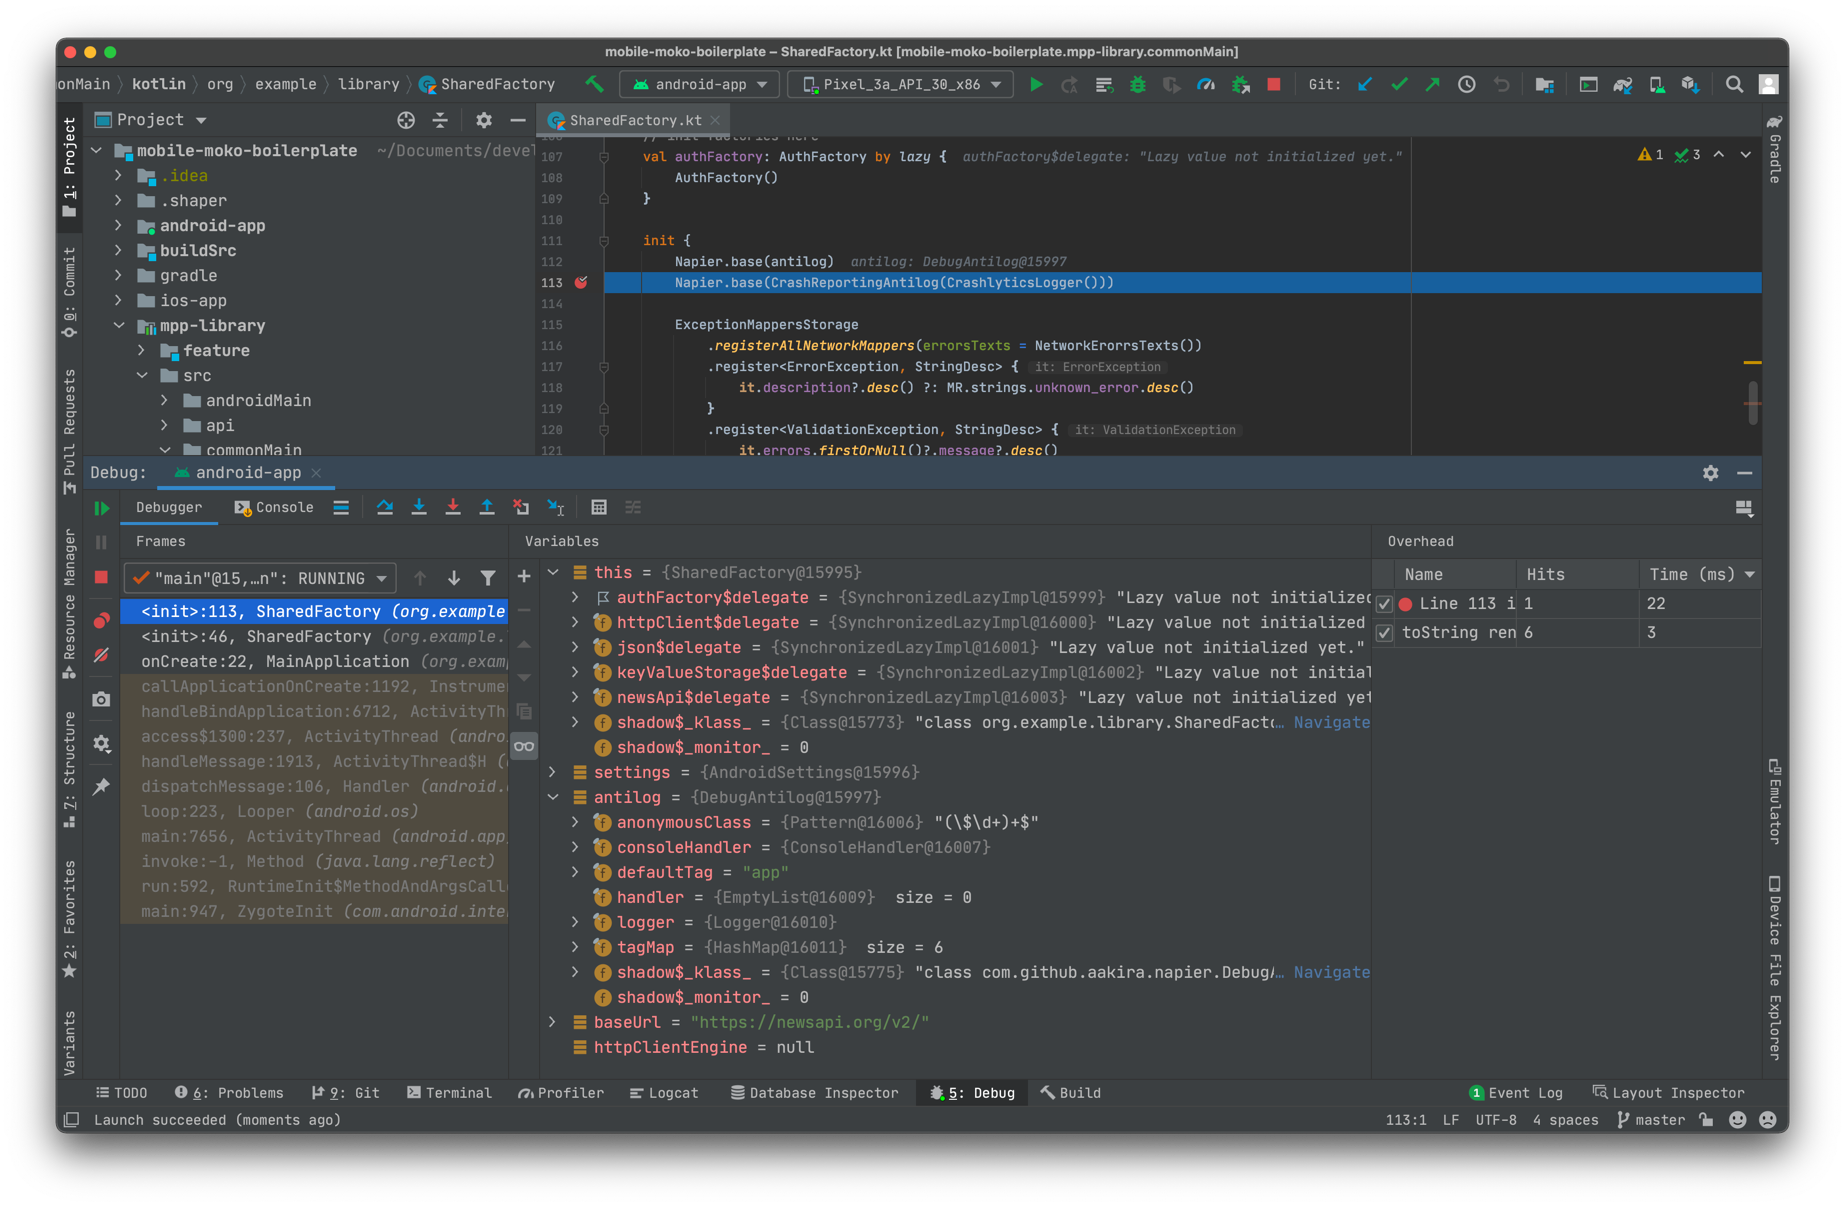 mobile-moko-boilerplate – SharedFactory.kt [mobile-moko-boilerplate.mpp-library.commonMain]
onMain kotlin org example library SharedFactory android-app Pixel_3a_API_30_x86 Git:
Project SharedFactory.kt
mobile-moko-boilerplate ~/Documents/devel
.idea
.shaper
android-app
buildSrc
gradle
ios-app
mpp-library
feature
src
androidMain
api
commonMain
106 // init factories here
107 val authFactory: AuthFactory by lazy { authFactory$delegate: "Lazy value not initialized yet."
108 AuthFactory()
109 }
110
111 init {
112 Napier.base(antilog) antilog: DebugAntilog@15997
113 Napier.base(CrashReportingAntilog(CrashlyticsLogger()))
114
115 ExceptionMappersStorage
116 .registerAllNetworkMappers(errorsTexts = NetworkErorrsTexts())
117 .register<ErrorException, StringDesc> { it: ErrorException
118 it.description?.desc() ?: MR.strings.unknown_error.desc()
119 }
120 .register<ValidationException, StringDesc> { it: ValidationException
121 it.errors.firstOrNull()?.message?.desc()
1 3
1: Project
0: Commit
Pull Requests
Resource Manager
7: Structure
2: Favorites
Variants
Gradle
Emulator
Device File Explorer
Debug: android-app
Debugger Console
Frames
"main"@15,…n": RUNNING
<init>:113, SharedFactory (org.example
<init>:46, SharedFactory (org.example.
onCreate:22, MainApplication (org.exam
callApplicationOnCreate:1192, Instrume
handleBindApplication:6712, ActivityTh
access$1300:237, ActivityThread (andro
handleMessage:1913, ActivityThread$H (
dispatchMessage:106, Handler (android.
loop:223, Looper (android.os)
main:7656, ActivityThread (android.app
invoke:-1, Method (java.lang.reflect)
run:592, RuntimeInit$MethodAndArgsCall
main:947, ZygoteInit (com.android.inte
Variables
this = {SharedFactory@15995}
authFactory$delegate = {SynchronizedLazyImpl@15999} "Lazy value not initialized
httpClient$delegate = {SynchronizedLazyImpl@16000} "Lazy value not initialized
json$delegate = {SynchronizedLazyImpl@16001} "Lazy value not initialized yet."
keyValueStorage$delegate = {SynchronizedLazyImpl@16002} "Lazy value not initial
newsApi$delegate = {SynchronizedLazyImpl@16003} "Lazy value not initialized yet
shadow$_klass_ = {Class@15773} "class org.example.library.SharedFacto… Navigate
shadow$_monitor_ = 0
settings = {AndroidSettings@15996}
antilog = {DebugAntilog@15997}
anonymousClass = {Pattern@16006} "(\$\d+)+$"
consoleHandler = {ConsoleHandler@16007}
defaultTag = "app"
handler = {EmptyList@16009} size = 0
logger = {Logger@16010}
tagMap = {HashMap@16011} size = 6
shadow$_klass_ = {Class@15775} "class com.github.aakira.napier.DebugA… Navigate
shadow$_monitor_ = 0
baseUrl = "https://newsapi.org/v2/"
httpClientEngine = null
Overhead
Name Hits Time (ms)
Line 113 i 1 22
toString ren 6 3
TODO 6: Problems 9: Git Terminal Profiler Logcat Database Inspector 5: Debug Build 1 Event Log Layout Inspector
Launch succeeded (moments ago) 113:1 LF UTF-8 4 spaces master